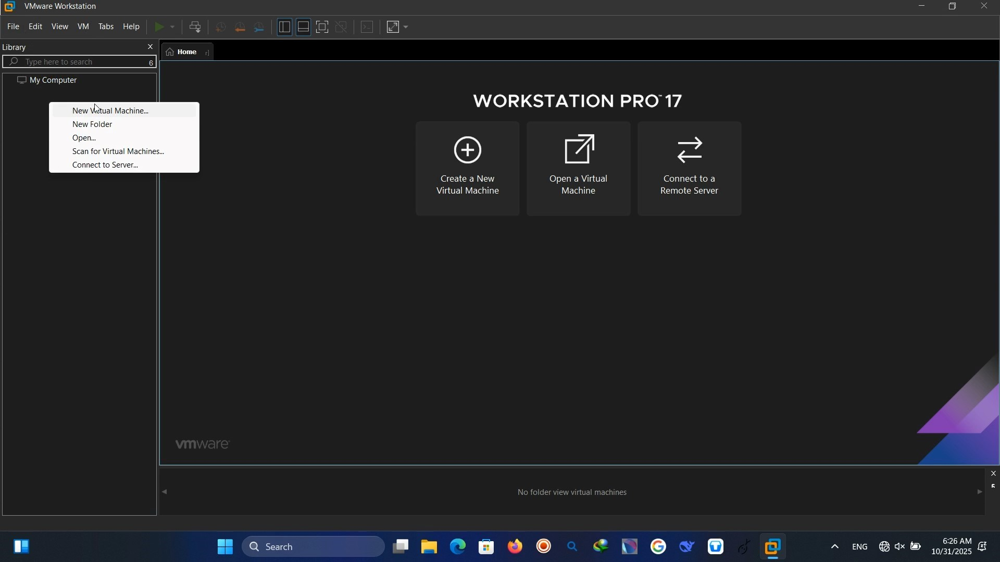 VMware Workstation
File Edit View VM Tabs Help
Library
Home
Type here to search
My Computer
New Virtual Machine...
New Folder
Open...
Scan for Virtual Machines...
Connect to Server...
WORKSTATION PRO™ 17
Create a New
Virtual Machine
Open a Virtual
Machine
Connect to a
Remote Server
vmware
No folder view virtual machines
Search
ENG
6:26 AM
10/31/2025